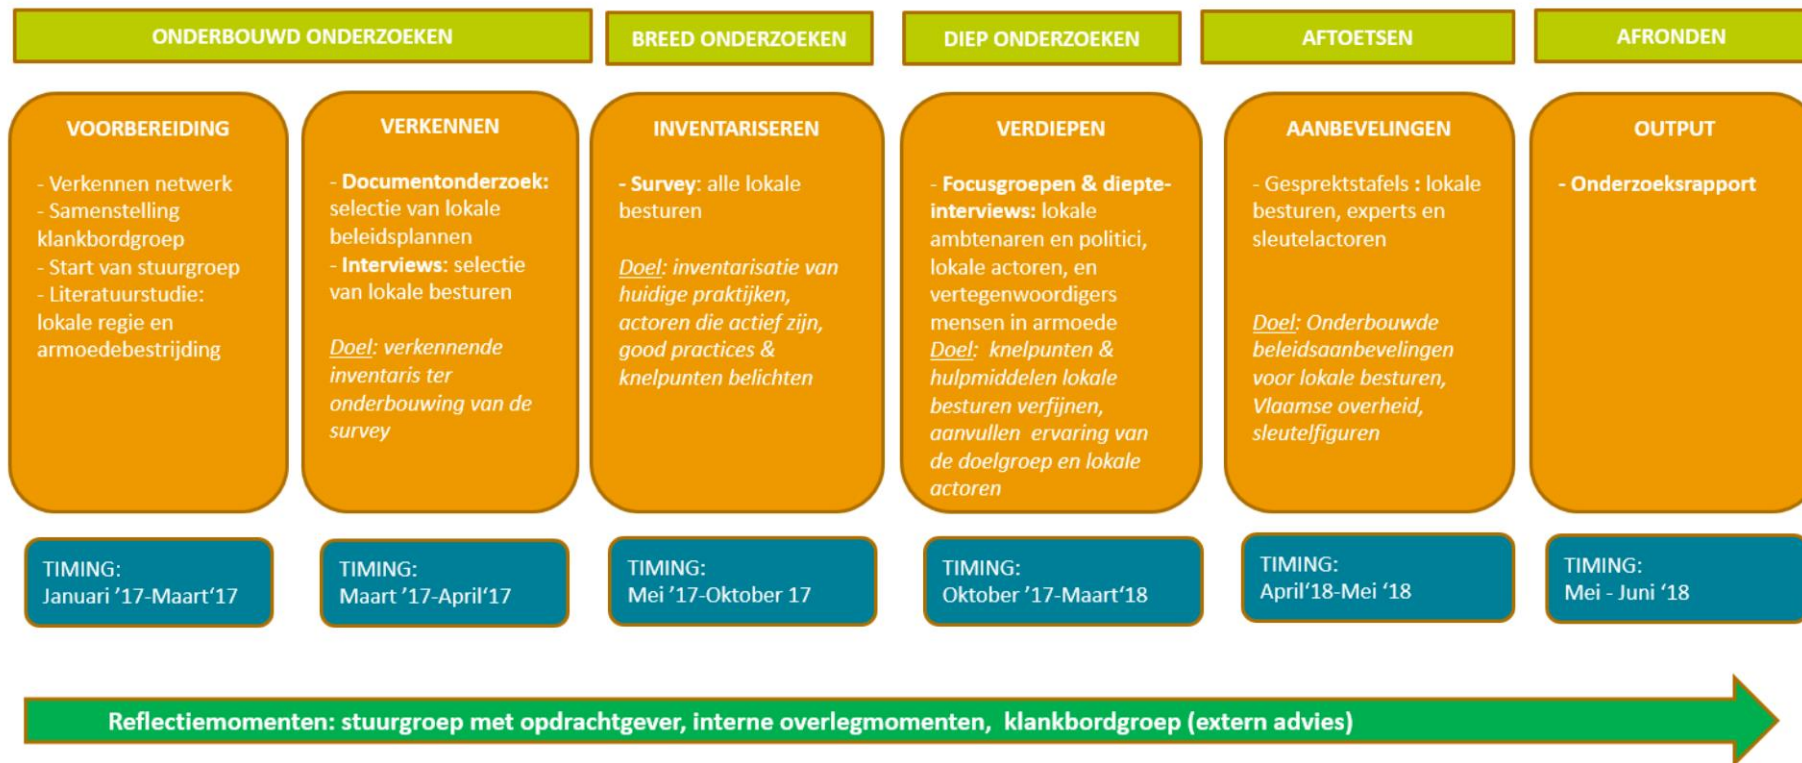 ONDERBOUWD ONDERZOEKEN
BREED ONDERZOEKEN
DIEP ONDERZOEKEN
AFTOETSEN
AFRONDEN
VOORBEREIDING
- Verkennen netwerk
- Samenstelling
klankbordgroep
- Start van stuurgroep
- Literatuurstudie:
lokale regie en
armoedebestrijding
VERKENNEN
- Documentonderzoek:
selectie van lokale
beleidsplannen
- Interviews: selectie
van lokale besturen
Doel: verkennende
inventaris ter
onderbouwing van de
survey
INVENTARISEREN
- Survey: alle lokale
besturen
Doel: inventarisatie van
huidige praktijken,
actoren die actief zijn,
good practices &
knelpunten belichten
VERDIEPEN
- Focusgroepen & diepte-
interviews: lokale
ambtenaren en politici,
lokale actoren, en
vertegenwoordigers
mensen in armoede
Doel: knelpunten &
hulpmiddelen lokale
besturen verfijnen,
aanvullen ervaring van
de doelgroep en lokale
actoren
AANBEVELINGEN
- Gesprektstafels : lokale
besturen, experts en
sleutelactoren
Doel: Onderbouwde
beleidsaanbevelingen
voor lokale besturen,
Vlaamse overheid,
sleutelfiguren
OUTPUT
- Onderzoeksrapport
TIMING:
Januari ’17-Maart‘17
TIMING:
Maart ’17-April‘17
TIMING:
Mei ’17-Oktober 17
TIMING:
Oktober ’17-Maart‘18
TIMING:
April‘18-Mei ‘18
TIMING:
Mei - Juni ‘18
Reflectiemomenten: stuurgroep met opdrachtgever, interne overlegmomenten, klankbordgroep (extern advies)